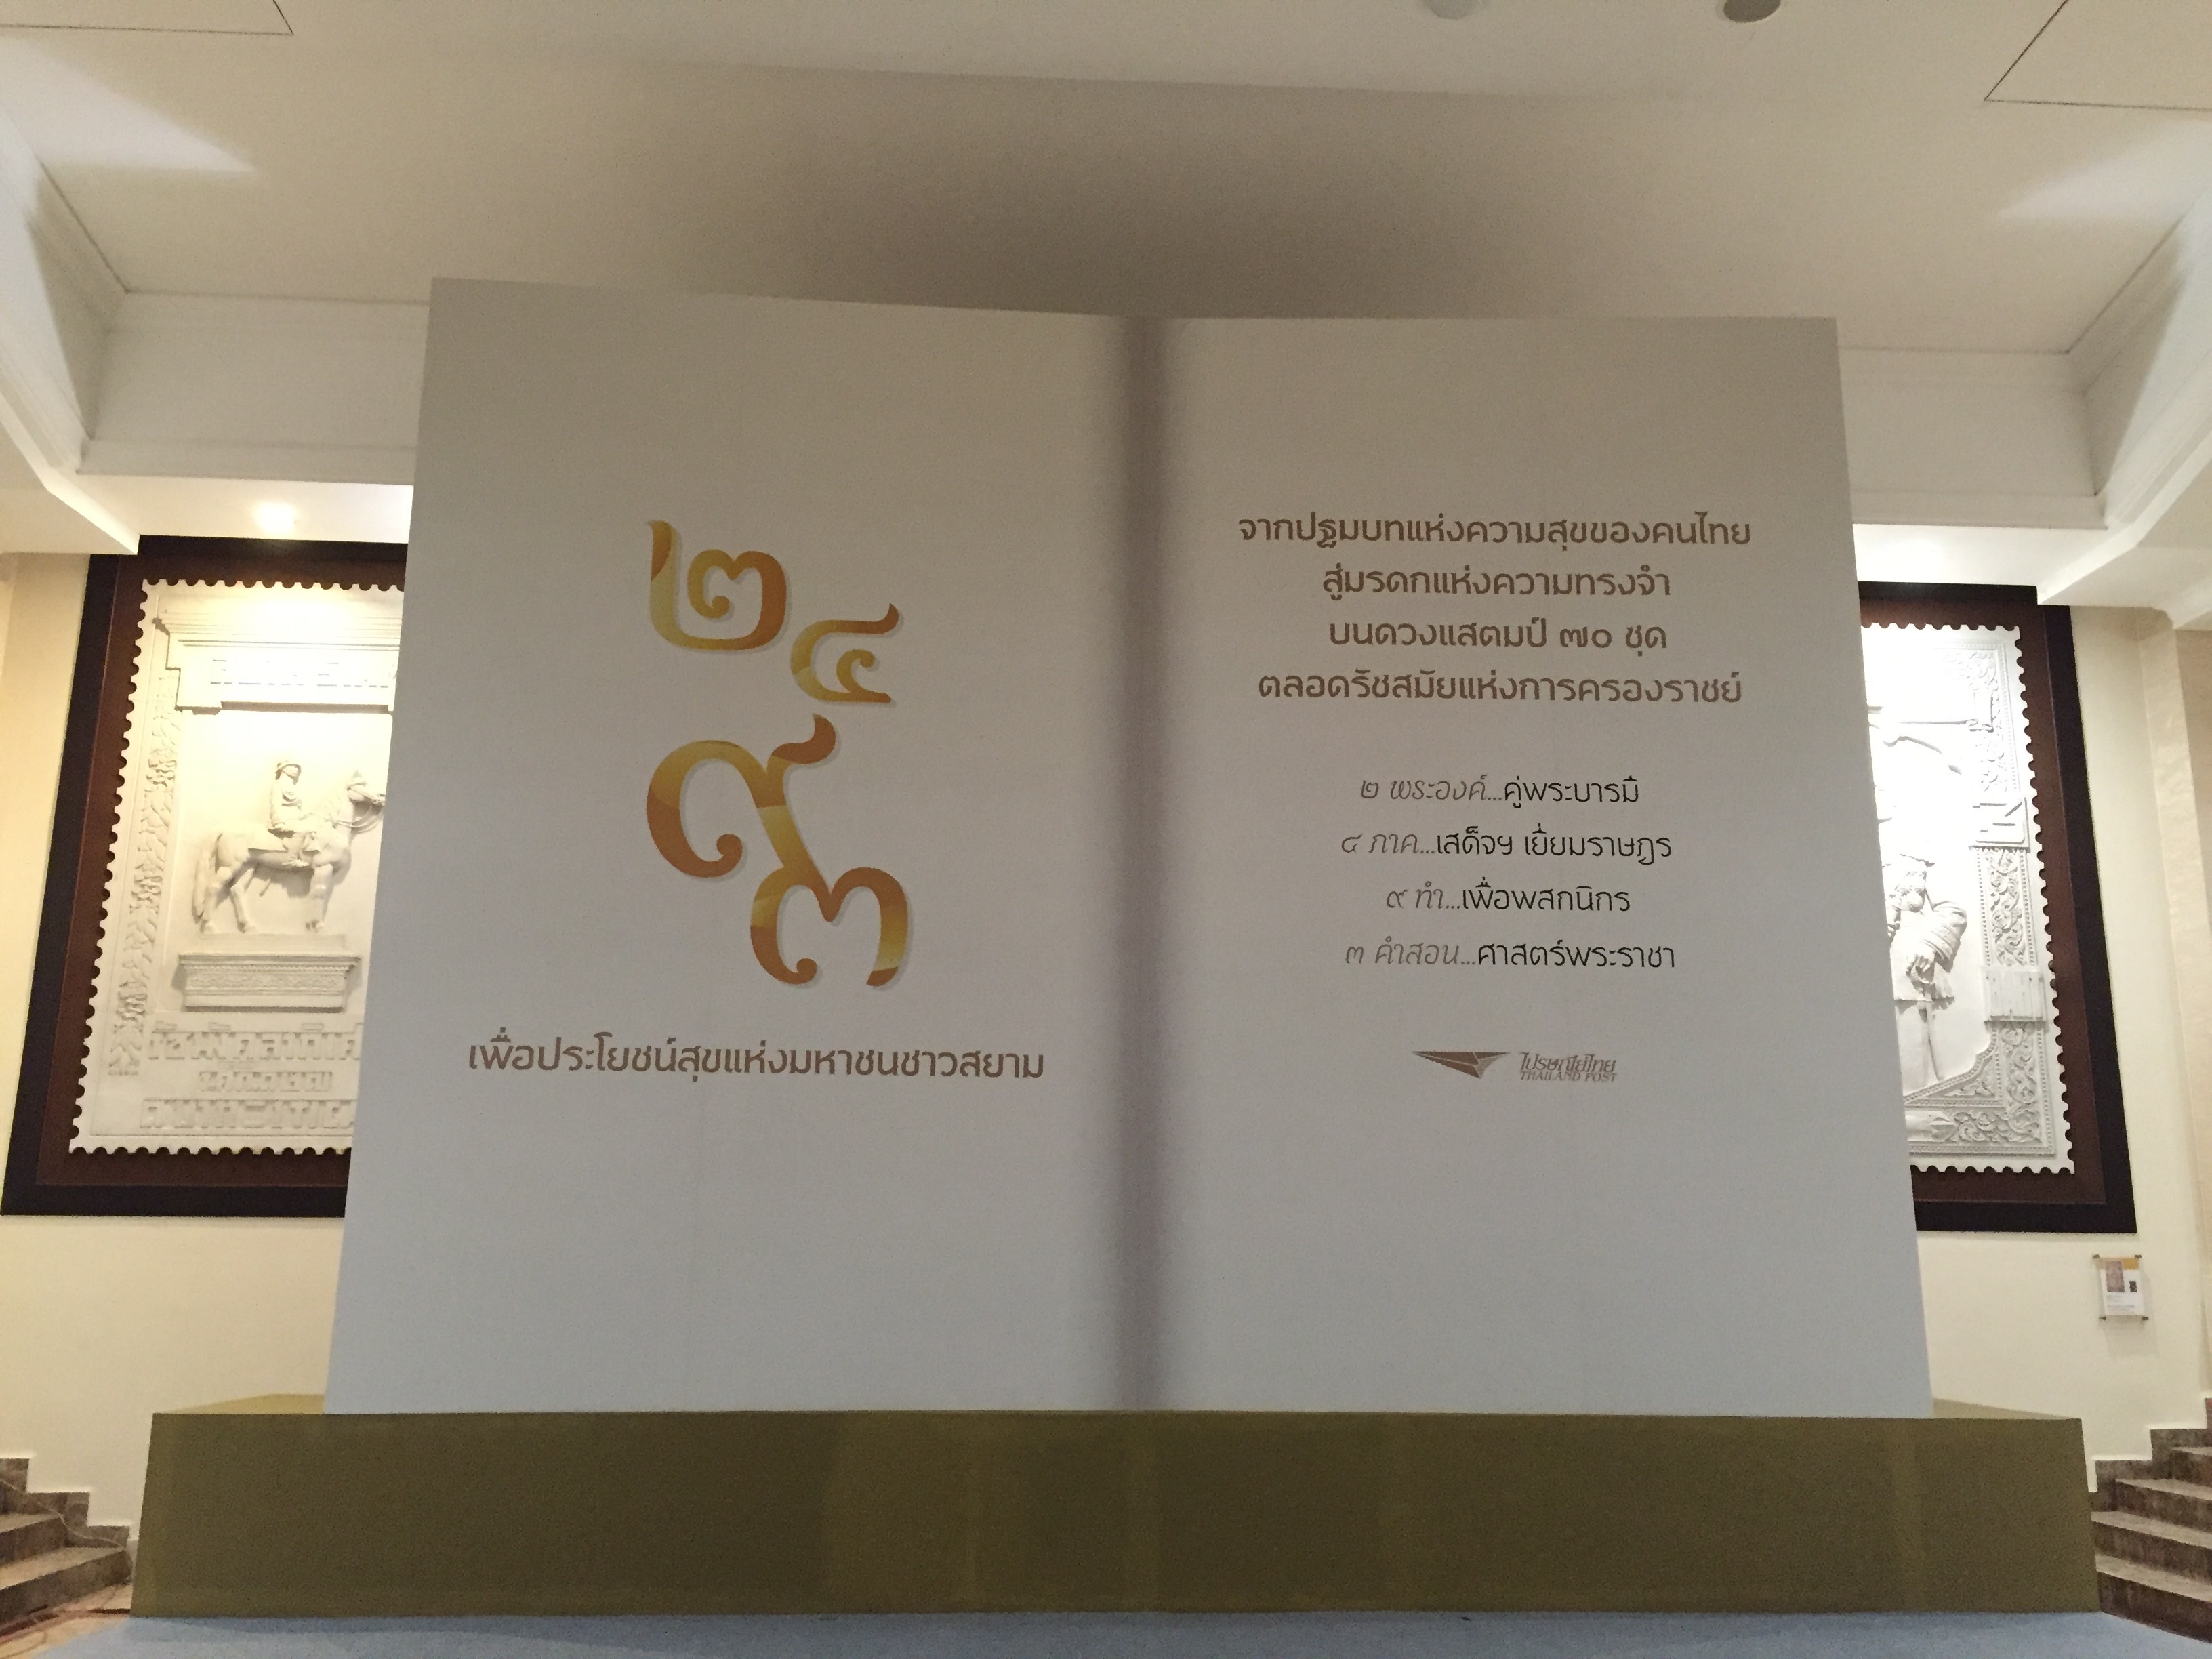 ๒๔
๙๓
เพื่อประโยชน์สุขแห่งมหาชนชาวสยาม
จากปฐมบทแห่งความสุขของคนไทย
สู่มรดกแห่งความทรงจำ
บนดวงแสตมป์ ๗๐ ชุด
ตลอดรัชสมัยแห่งการครองราชย์
๒ พระองค์...คู่พระบารมี
๔ ภาค...เสด็จฯ เยี่ยมราษฎร
๙ ทำ...เพื่อพสกนิกร
๓ คำสอน...ศาสตร์พระราชา
ไปรษณีย์ไทย
THAILAND POST